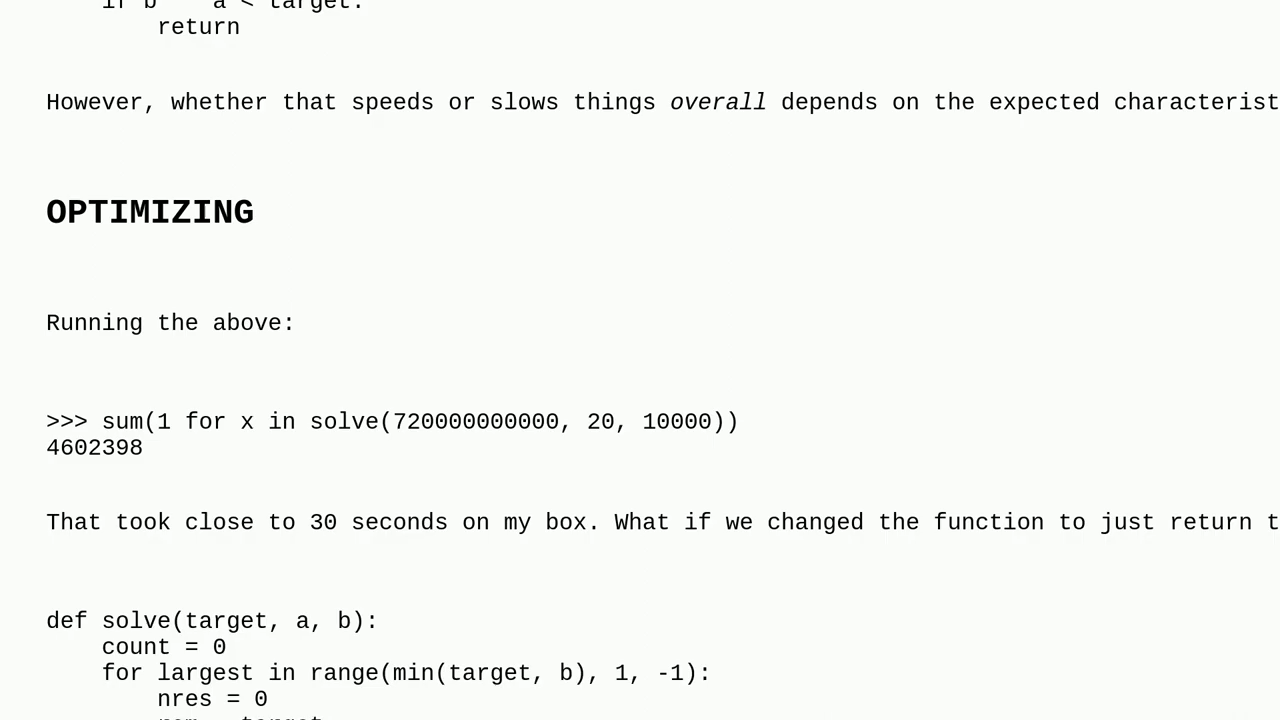 return
However, whether that speeds or slows things overall depends on the expected
OPTIMIZING
Running the above:
>>> sum(1 for x in solve(720000000000, 20, 10000))
4602398
That took close to 30 seconds on my box. What if we changed the function to just return
def solve(target, a, b):
    count = 0
    for largest in range(min(target, b), 1, -1):
        nres = 0